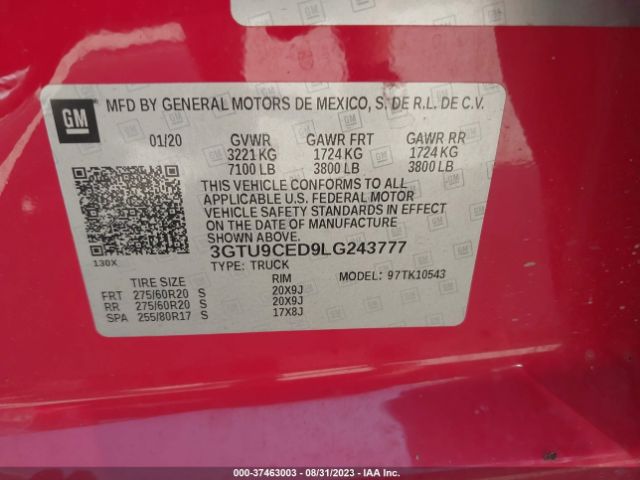 GM
MFD BY GENERAL MOTORS DE MEXICO, S. DE R.L. DE C.V.
01/20 GVWR GAWR FRT GAWR RR
3221 KG 1724 KG 1724 KG
7100 LB 3800 LB 3800 LB
THIS VEHICLE CONFORMS TO ALL
APPLICABLE U.S. FEDERAL MOTOR
VEHICLE SAFETY STANDARDS IN EFFECT
ON THE DATE OF MANUFACTURE
SHOWN ABOVE.
3GTU9CED9LG243777
130X TYPE: TRUCK MODEL: 97TK10543
TIRE SIZE RIM
FRT 275/60R20 S 20X9J
RR 275/60R20 S 20X9J
SPA 255/80R17 S 17X8J
000-37463003 - 08/31/2023 - IAA Inc.